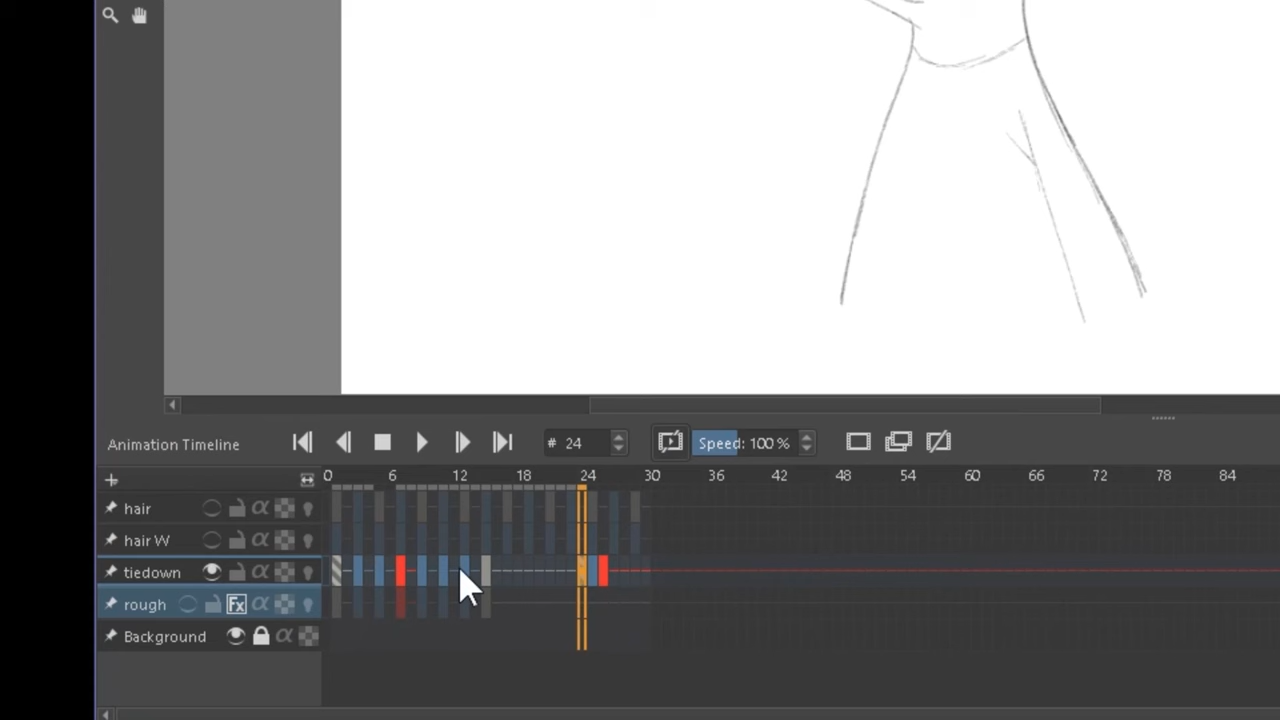 Animation Timeline # 24 Speed: 100 %
0 6 12 18 24 30 36 42 48 54 60 66 72 78 84
hair α
hair W α
tiedown α
rough Fx α
Background α